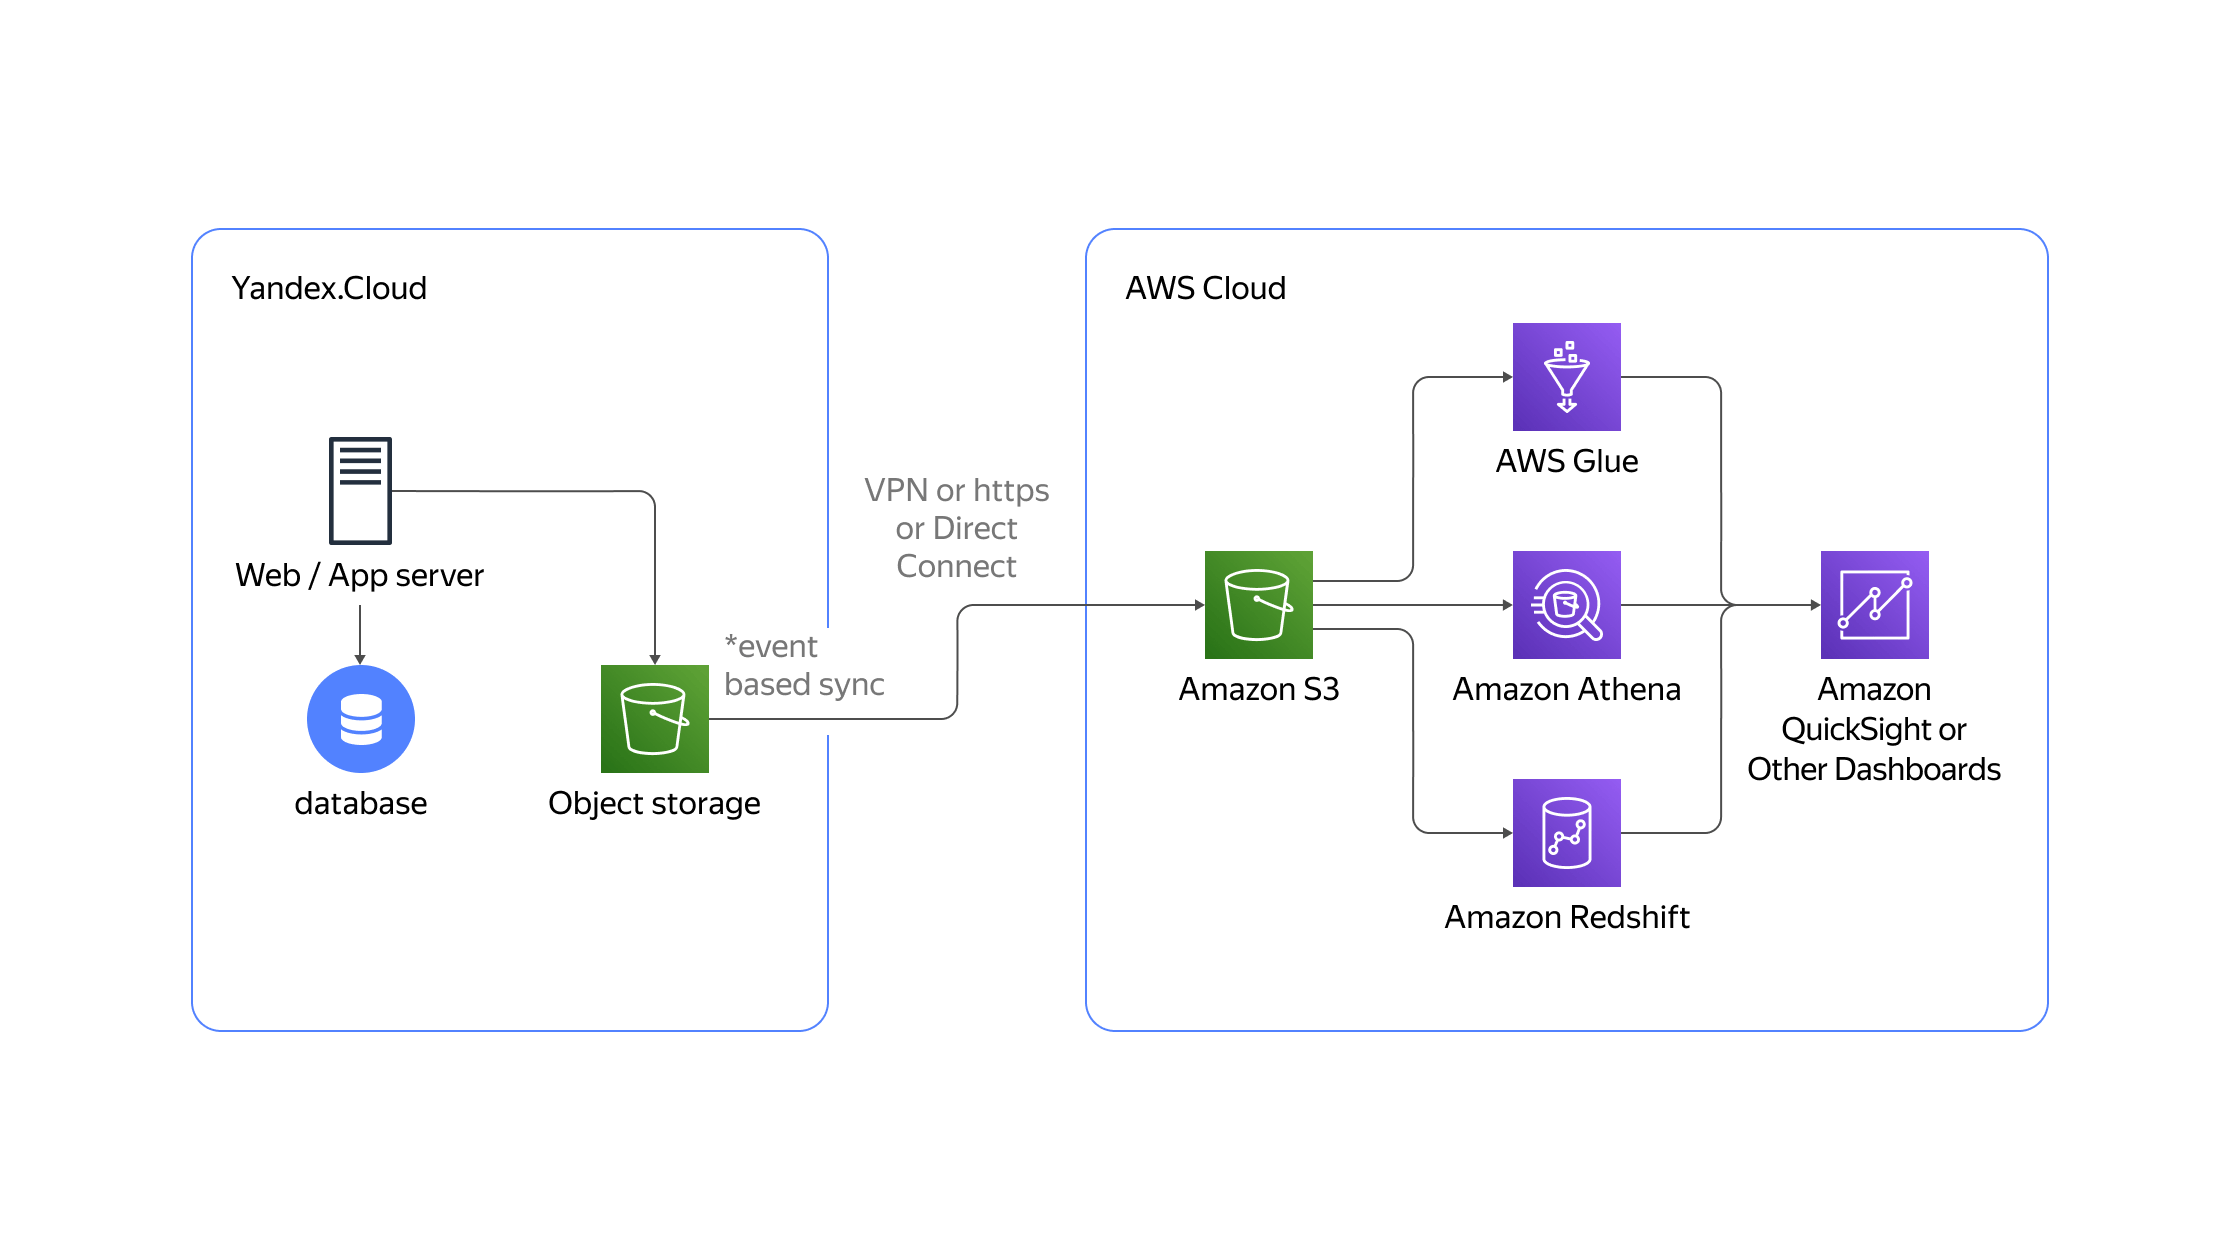 Yandex.Cloud
Web / App server
database
Object storage
*event
based sync
VPN or https
or Direct
Connect
AWS Cloud
Amazon S3
AWS Glue
Amazon Athena
Amazon Redshift
Amazon
QuickSight or
Other Dashboards